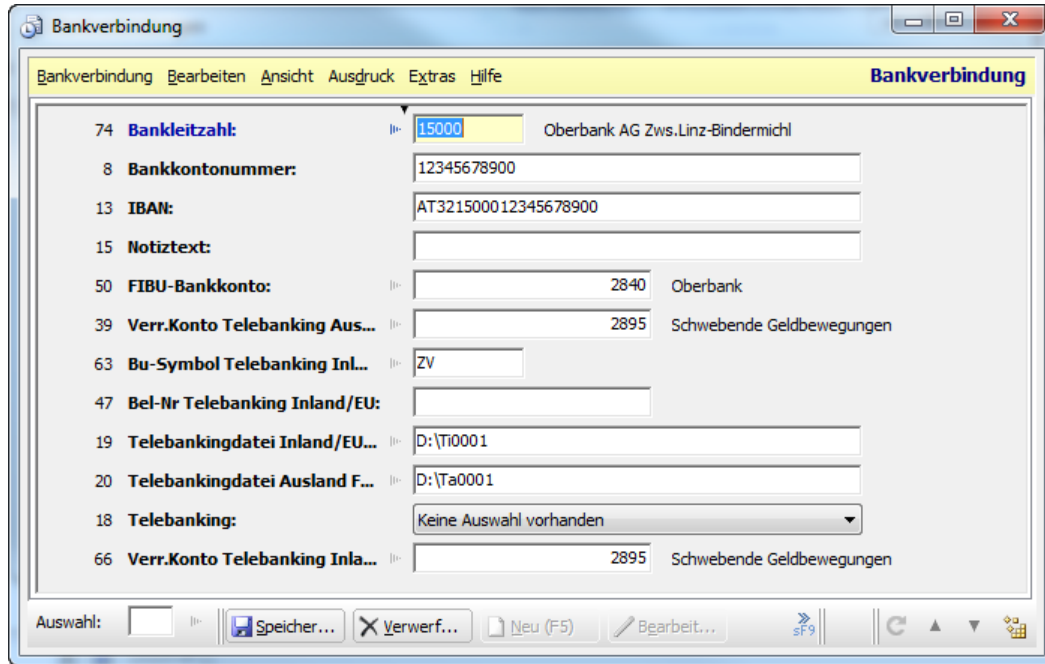 Bankverbindung
Bankverbindung Bearbeiten Ansicht Ausdruck Extras Hilfe Bankverbindung
74 Bankleitzahl: 15000 Oberbank AG Zws.Linz-Bindermichl
8 Bankkontonummer: 12345678900
13 IBAN: AT321500012345678900
15 Notiztext:
50 FIBU-Bankkonto: 2840 Oberbank
39 Verr.Konto Telebanking Aus... 2895 Schwebende Geldbewegungen
63 Bu-Symbol Telebanking Inl... ZV
47 Bel-Nr Telebanking Inland/EU:
19 Telebankingdatei Inland/EU... D:\Ti0001
20 Telebankingdatei Ausland F... D:\Ta0001
18 Telebanking: Keine Auswahl vorhanden
66 Verr.Konto Telebanking Inla... 2895 Schwebende Geldbewegungen
Auswahl: Speicher... Verwerf... Neu (F5) Bearbeit... sF9